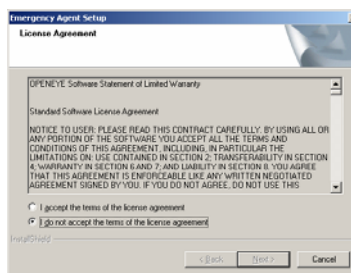 Emergency Agent Setup
License Agreement
OPENEYE Software Statement of Limited Warranty
Standard Software License Agreement
NOTICE TO USER: PLEASE READ THIS CONTRACT CAREFULLY. BY USING ALL OR
ANY PORTION OF THE SOFTWARE YOU ACCEPT ALL THE TERMS AND
CONDITIONS OF THIS AGREEMENT, INCLUDING, IN PARTICULAR THE
LIMITATIONS ON: USE CONTAINED IN SECTION 2; TRANSFERABILITY IN SECTION
4; WARRANTY IN SECTION 6 AND 7; AND LIABILITY IN SECTION 8. YOU AGREE
THAT THIS AGREEMENT IS ENFORCEABLE LIKE ANY WRITTEN NEGOTIATED
AGREEMENT SIGNED BY YOU. IF YOU DO NOT AGREE, DO NOT USE THIS
I accept the terms of the license agreement
I do not accept the terms of the license agreement
InstallShield
< Back Next > Cancel